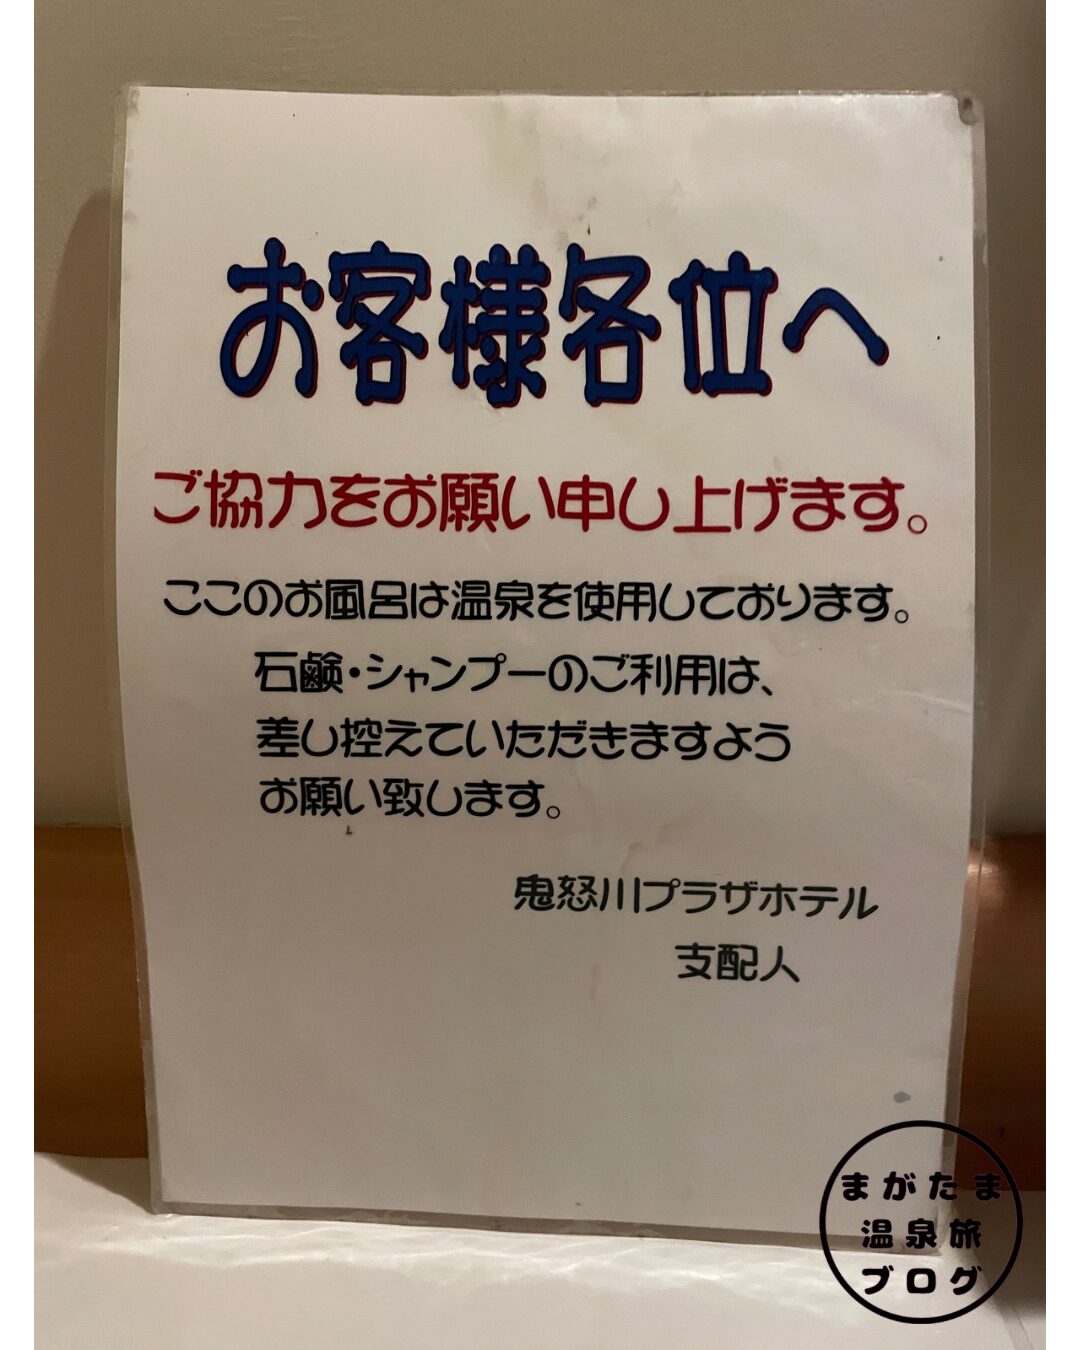 お客様各位へ
ご協力をお願い申し上げます。
ここのお風呂は温泉を使用しております。
石鹸・シャンプーのご利用は、
差し控えていただきますよう
お願い致します。
鬼怒川プラザホテル
支配人
まがたま
温泉旅
ブログ